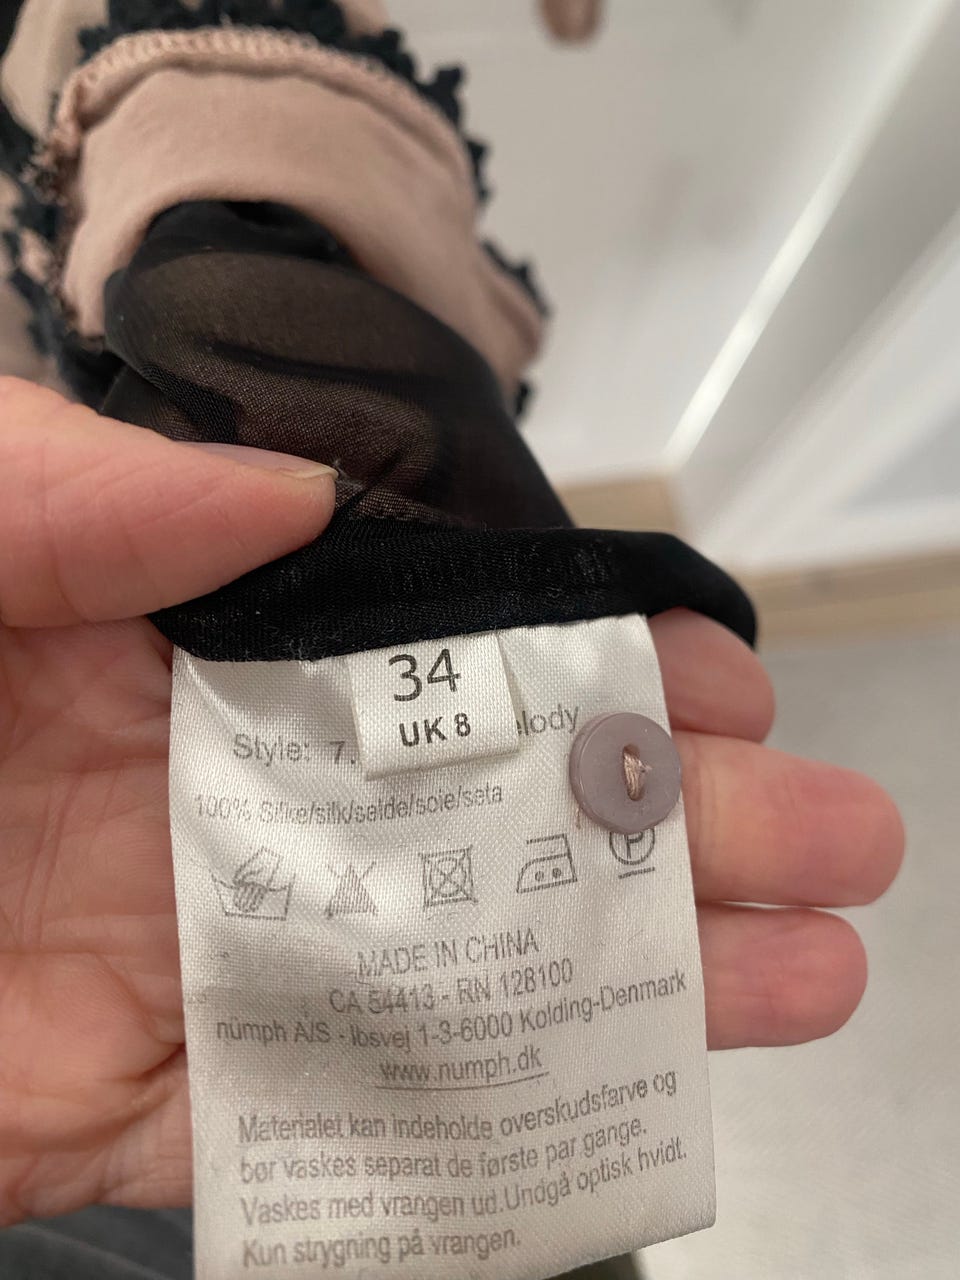 34
UK 8
Style: 7. elody
100% Silke/silk/seide/soie/seta
P
MADE IN CHINA
CA 54413 - RN 128100
nümph A/S - Ibsvej 1-3-6000 Kolding-Denmark
www.numph.dk
Materialet kan indeholde overskudsfarve og
bør vaskes separat de første par gange.
Vaskes med vrangen ud.Undgå optisk hvidt.
Kun strygning på vrangen.